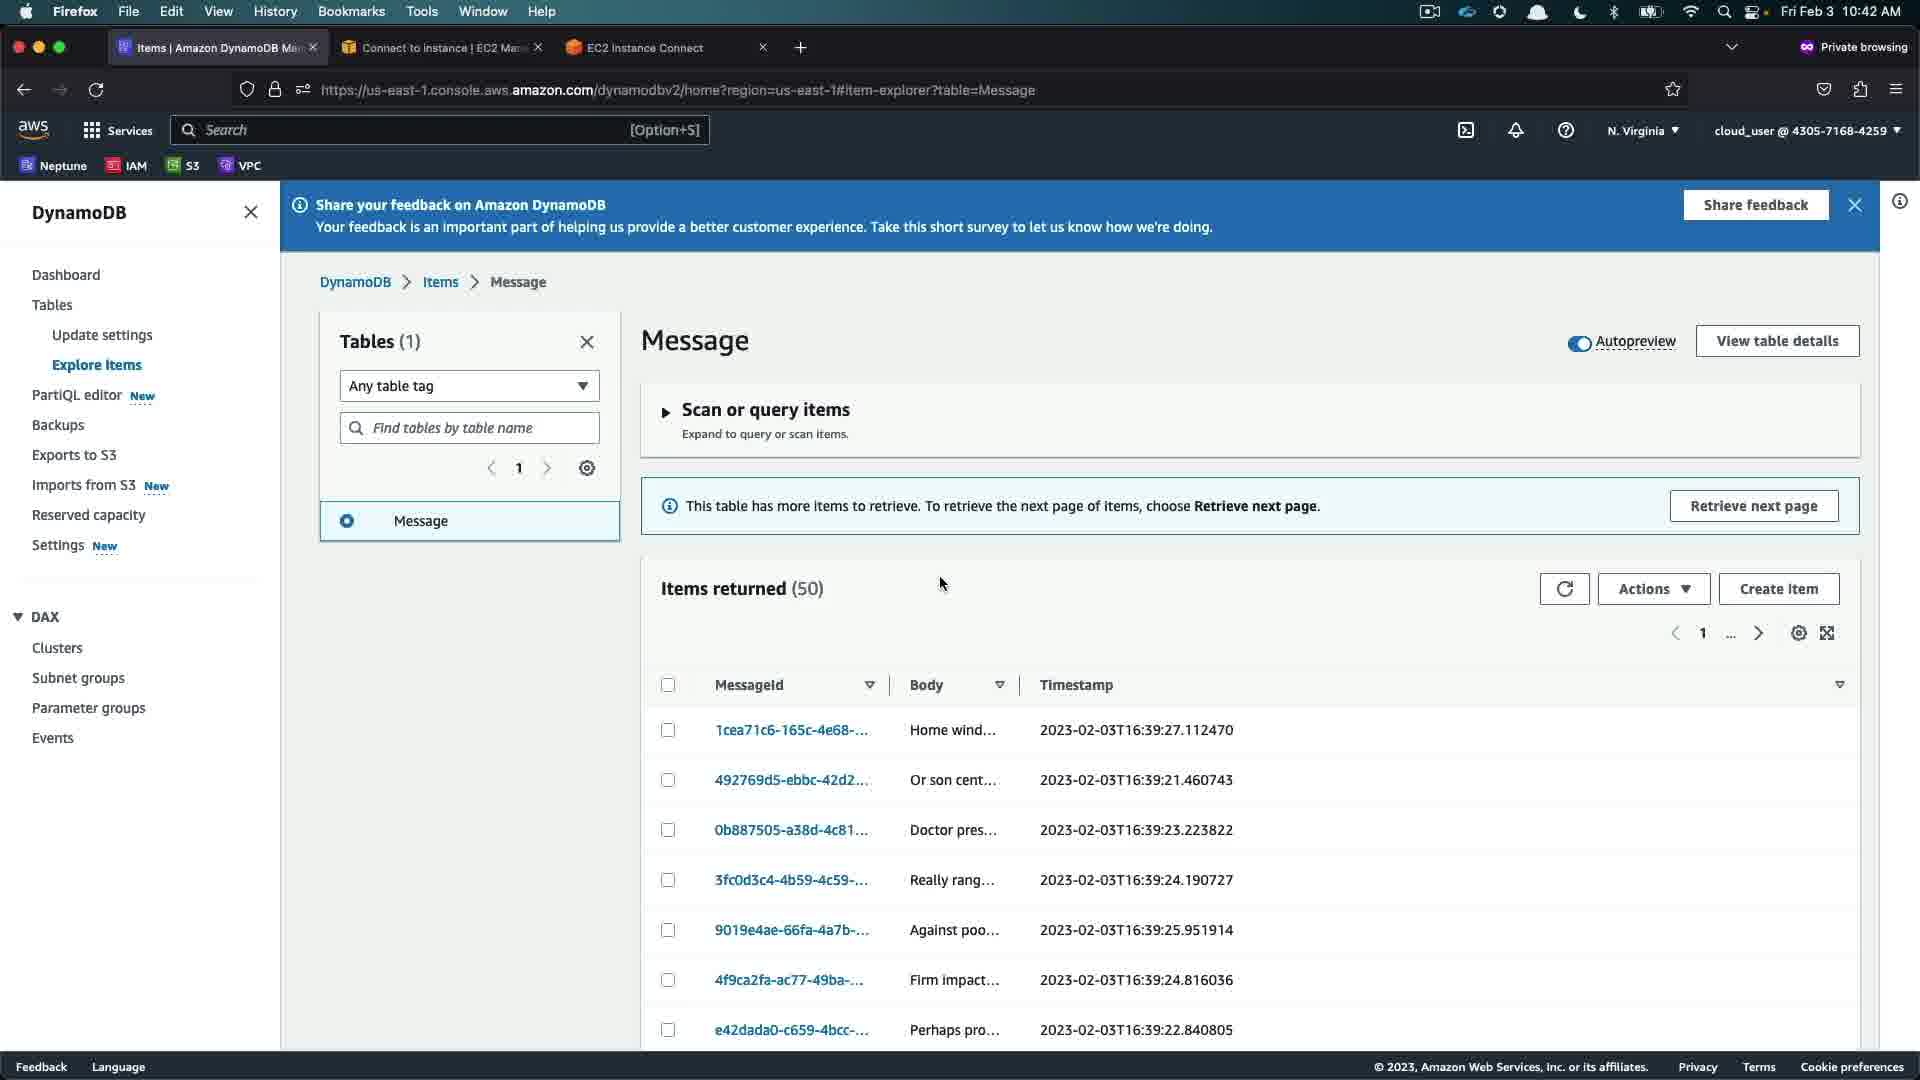 Firefox File Edit View History Bookmarks Tools Window Help Fri Feb 3 10:42 AM
Items | Amazon DynamoDB Man Connect to instance | EC2 Mana EC2 Instance Connect Private browsing
https://us-east-1.console.aws.amazon.com/dynamodbv2/home?region=us-east-1#item-explorer?table=Message
aws Services Search [Option+S] N. Virginia cloud_user @ 4305-7168-4259
Neptune IAM S3 VPC
DynamoDB
Dashboard
Tables
Update settings
Explore items
PartiQL editor New
Backups
Exports to S3
Imports from S3 New
Reserved capacity
Settings New
DAX
Clusters
Subnet groups
Parameter groups
Events
Share your feedback on Amazon DynamoDB
Your feedback is an important part of helping us provide a better customer experience. Take this short survey to let us know how we're doing.
Share feedback
DynamoDB Items Message
Tables (1)
Any table tag
Find tables by table name
1
Message
Message
Autopreview View table details
Scan or query items
Expand to query or scan items.
This table has more items to retrieve. To retrieve the next page of items, choose Retrieve next page.
Retrieve next page
Items returned (50)
Actions Create item
1 ...
MessageId Body Timestamp
1cea71c6-165c-4e68-... Home wind... 2023-02-03T16:39:27.112470
492769d5-ebbc-42d2... Or son cent... 2023-02-03T16:39:21.460743
0b887505-a38d-4c81... Doctor pres... 2023-02-03T16:39:23.223822
3fc0d3c4-4b59-4c59-... Really rang... 2023-02-03T16:39:24.190727
9019e4ae-66fa-4a7b-... Against poo... 2023-02-03T16:39:25.951914
4f9ca2fa-ac77-49ba-... Firm impact... 2023-02-03T16:39:24.816036
e42dada0-c659-4bcc-... Perhaps pro... 2023-02-03T16:39:22.840805
Feedback Language © 2023, Amazon Web Services, Inc. or its affiliates. Privacy Terms Cookie preferences